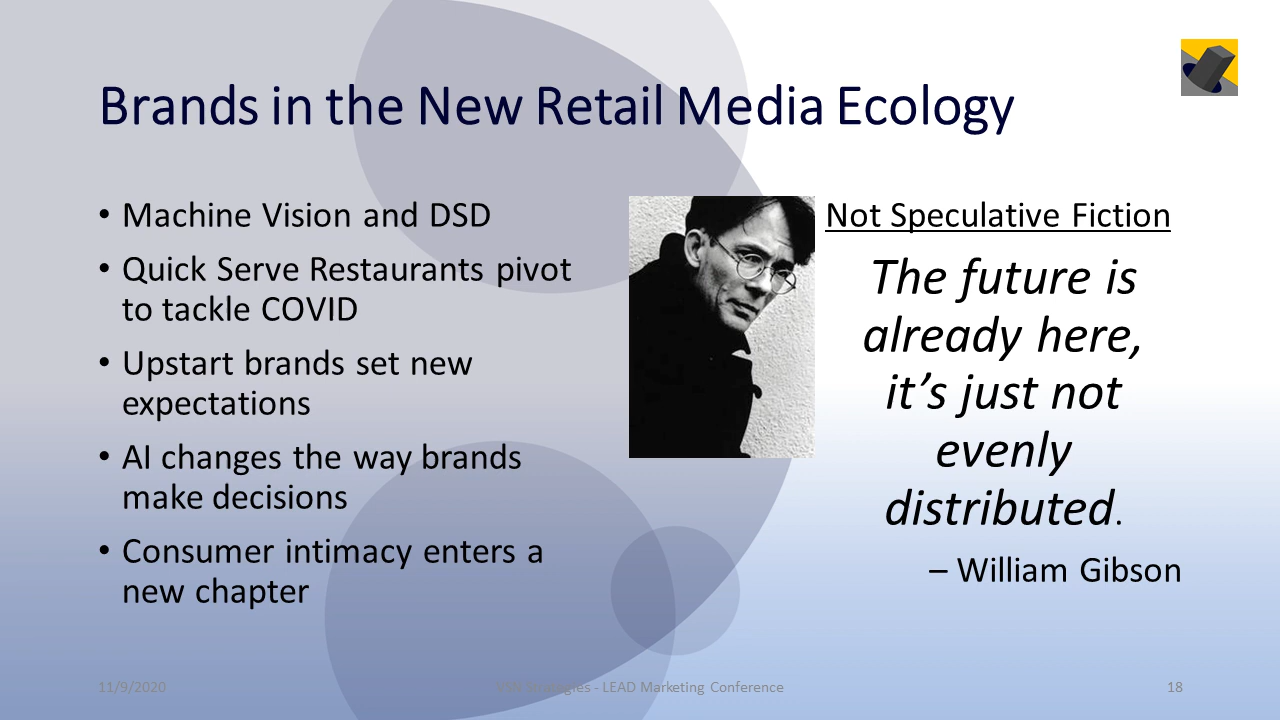 Brands in the New Retail Media Ecology
• Machine Vision and DSD
• Quick Serve Restaurants pivot
to tackle COVID
• Upstart brands set new
expectations
• AI changes the way brands
make decisions
• Consumer intimacy enters a
new chapter
Not Speculative Fiction
The future is
already here,
it’s just not
evenly
distributed.
– William Gibson
11/9/2020
Strategies - LEAD Marketing Conference
18